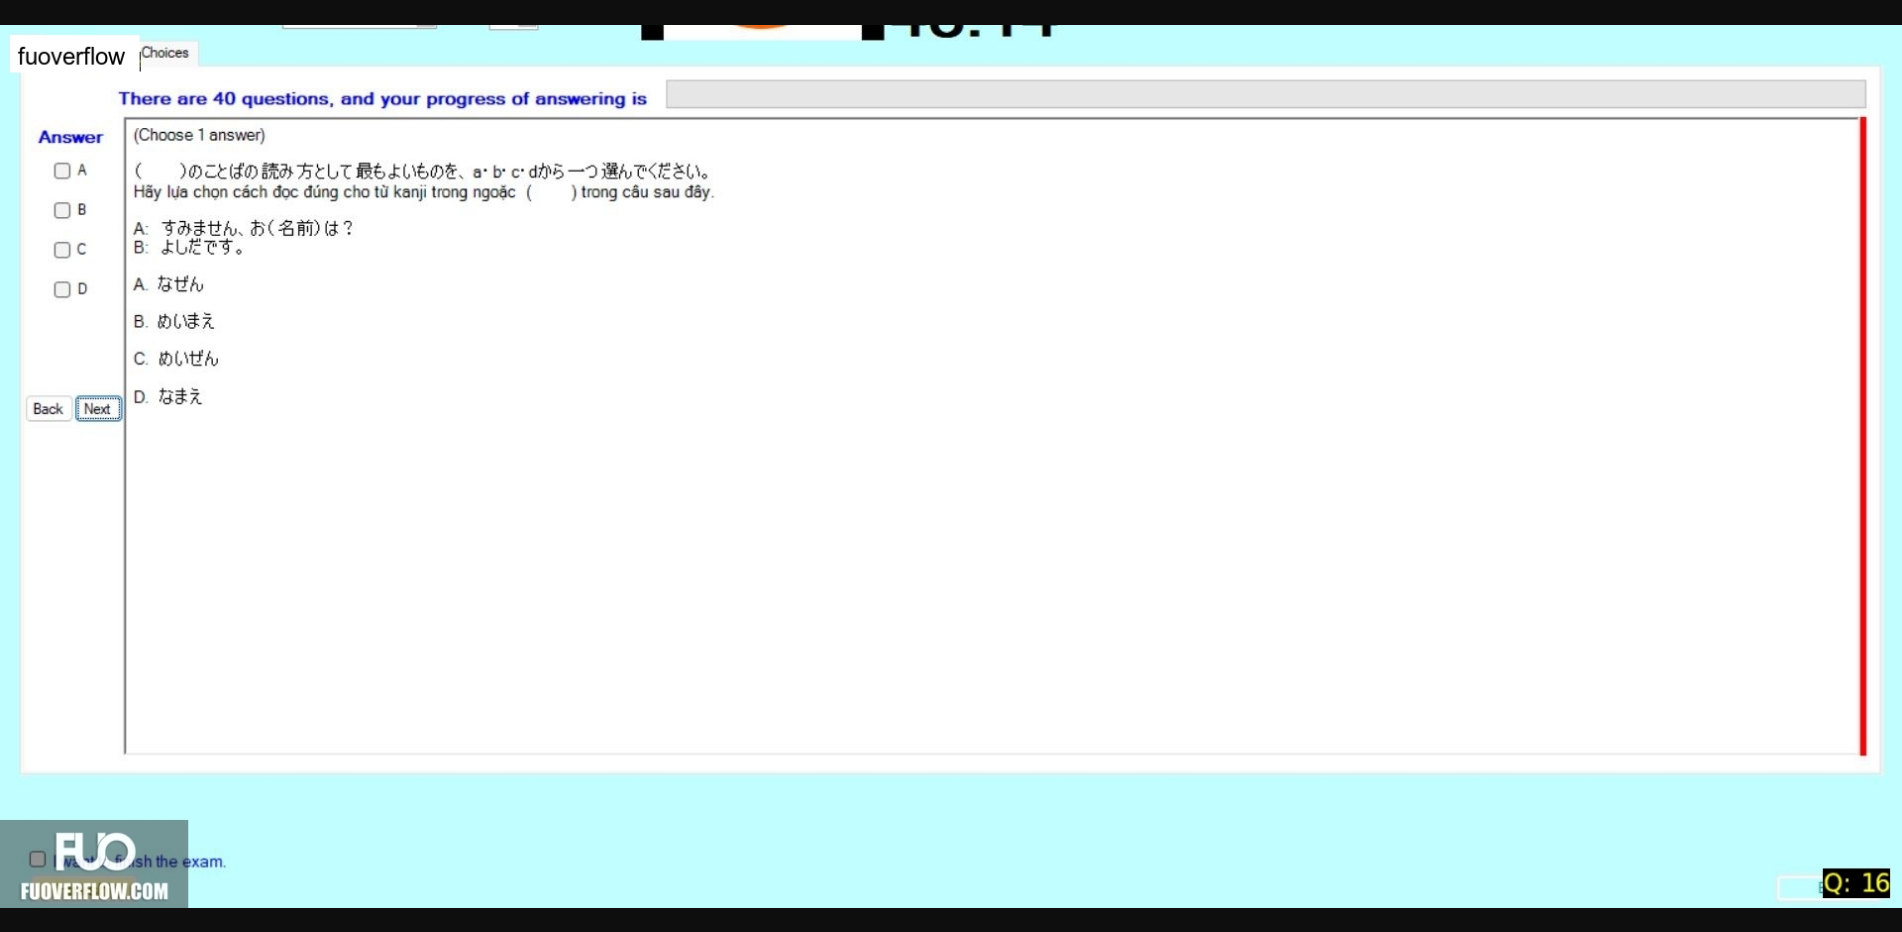 fuoverflow
Choices
There are 40 questions, and your progress of answering is
Answer
(Choose 1 answer)
A
B
C
D
(　　)のことばの読み方として最もよいものを、a・b・c・dから一つ選んでください。
Hãy lựa chọn cách đọc đúng cho từ kanji trong ngoặc (　　) trong câu sau đây.
A: すみません、お(名前)は？
B: よしだです。
A. なぜん
B. めいまえ
C. めいぜん
D. なまえ
Back Next
FUO
finish the exam.
FUOVERFLOW.COM
Q: 16